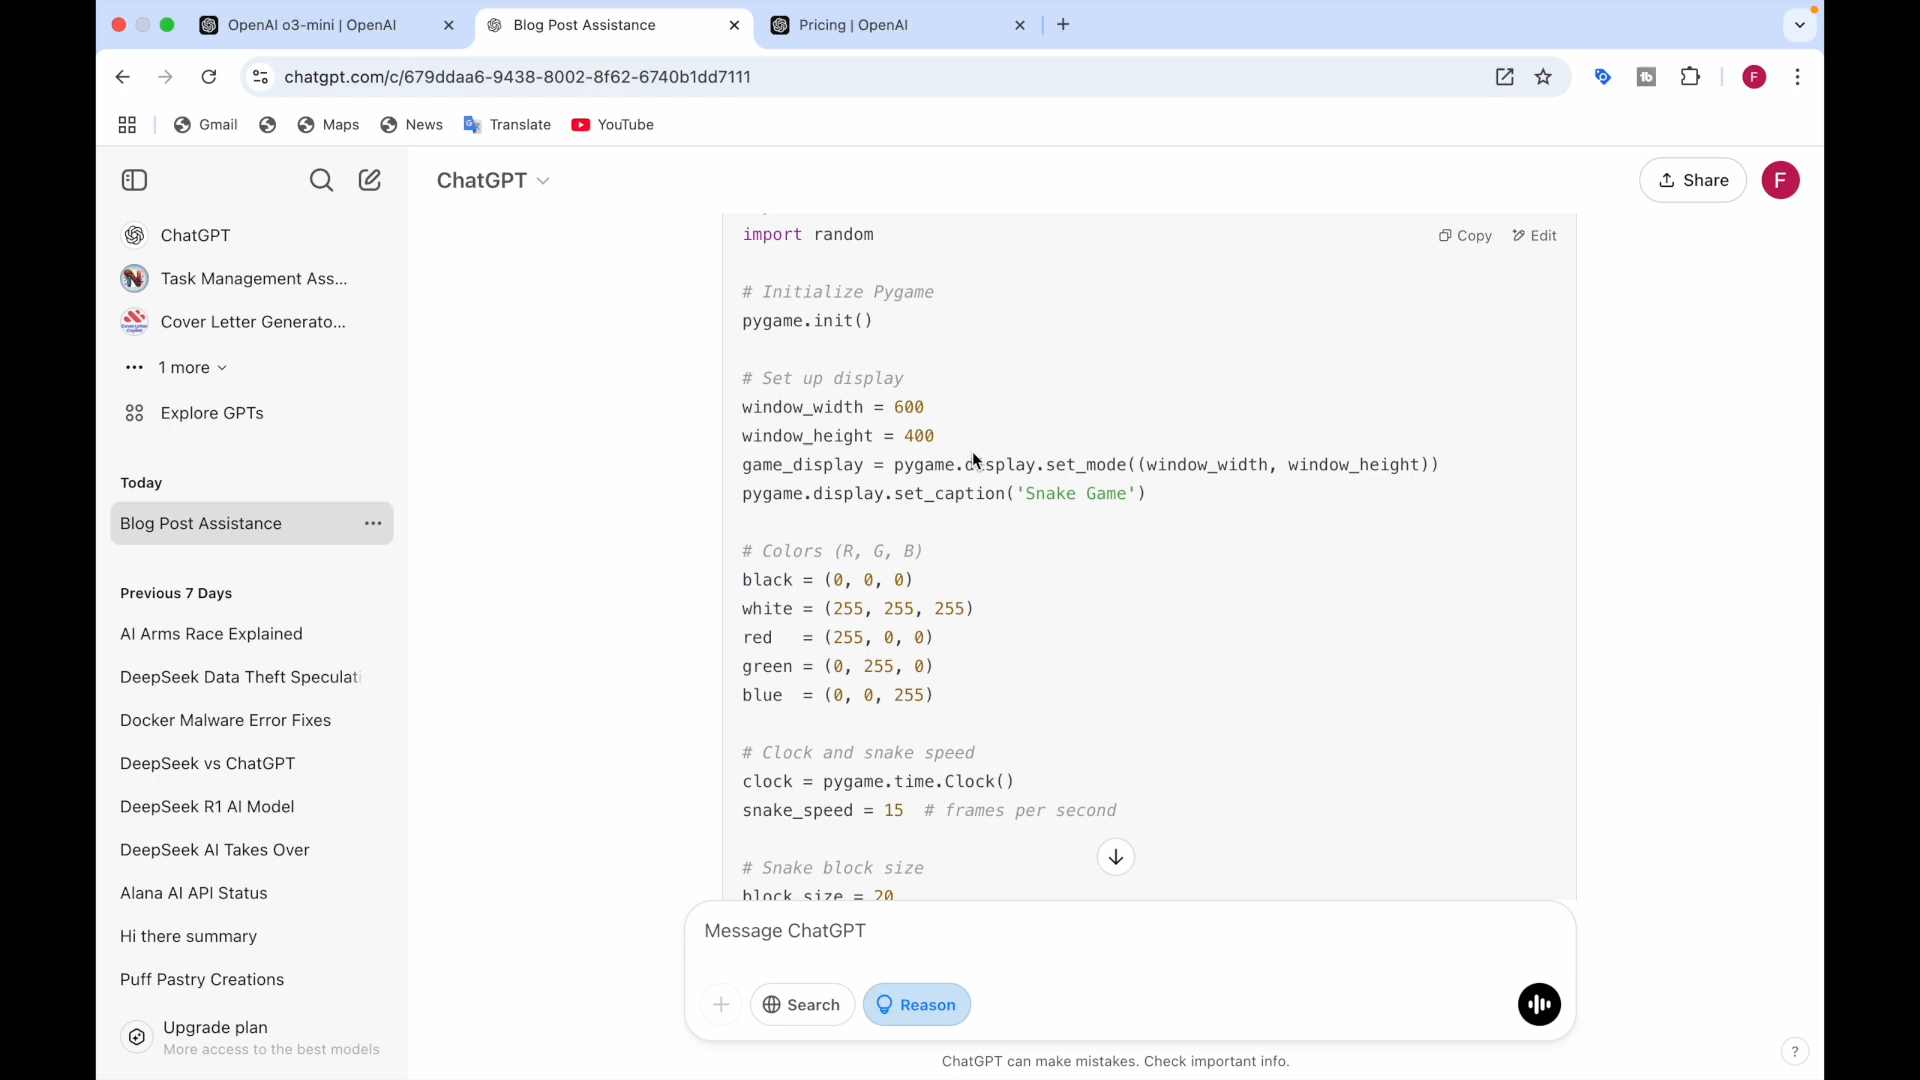 OpenAI o3-mini | OpenAI
Blog Post Assistance
Pricing | OpenAI
chatgpt.com/c/679ddaa6-9438-8002-8f62-6740b1dd7111
tb
F
Gmail
Maps
News
Translate
YouTube
ChatGPT
Share
F
ChatGPT
Task Management Ass...
Cover Letter Generato...
1 more
Explore GPTs
Today
Blog Post Assistance
Previous 7 Days
AI Arms Race Explained
DeepSeek Data Theft Speculati
Docker Malware Error Fixes
DeepSeek vs ChatGPT
DeepSeek R1 AI Model
DeepSeek AI Takes Over
Alana AI API Status
Hi there summary
Puff Pastry Creations
Upgrade plan
More access to the best models
Copy
Edit
import random
# Initialize Pygame
pygame.init()
# Set up display
window_width = 600
window_height = 400
game_display = pygame.display.set_mode((window_width, window_height))
pygame.display.set_caption('Snake Game')
# Colors (R, G, B)
black = (0, 0, 0)
white = (255, 255, 255)
red   = (255, 0, 0)
green = (0, 255, 0)
blue  = (0, 0, 255)
# Clock and snake speed
clock = pygame.time.Clock()
snake_speed = 15  # frames per second
# Snake block size
block_size = 20
Message ChatGPT
Search
Reason
ChatGPT can make mistakes. Check important info.
?